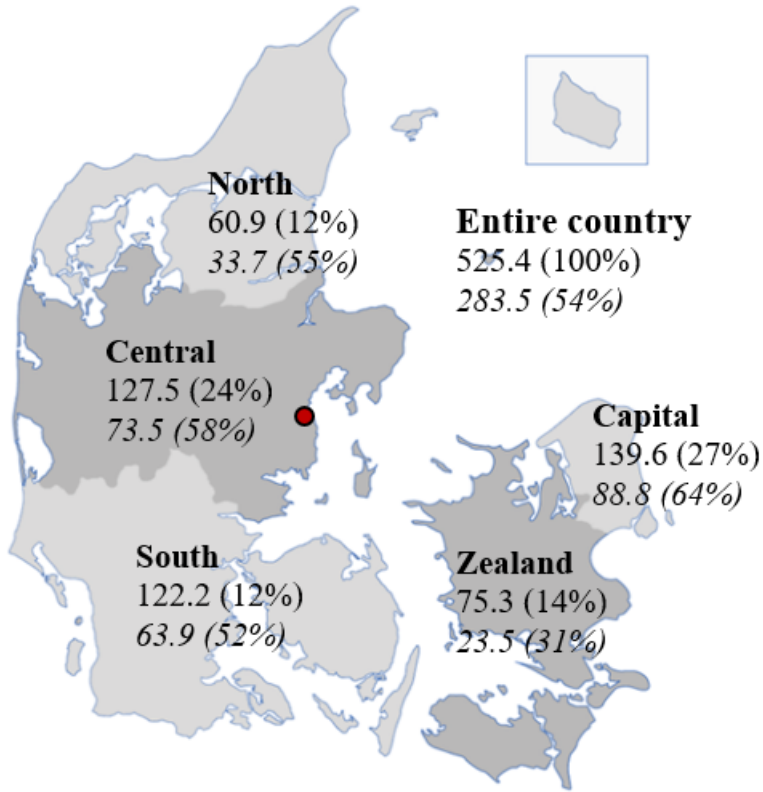 North
60.9 (12%)
33.7 (55%)
Entire country
525.4 (100%)
283.5 (54%)
Central
127.5 (24%)
73.5 (58%)
Capital
139.6 (27%)
88.8 (64%)
South
122.2 (12%)
63.9 (52%)
Zealand
75.3 (14%)
23.5 (31%)